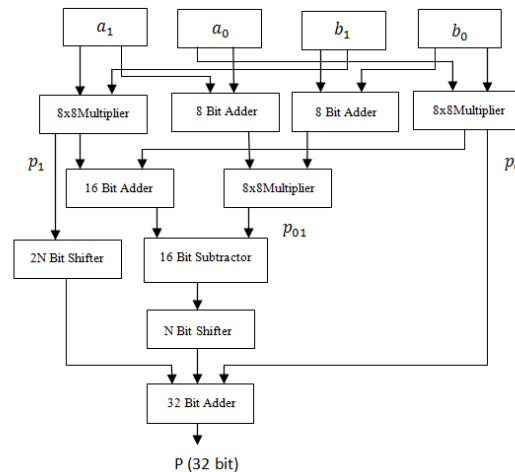 a₁ a₀ b₁ b₀
8x8Multiplier 8 Bit Adder 8 Bit Adder 8x8Multiplier
p₁
16 Bit Adder 8x8Multiplier
p₀₁
2N Bit Shifter 16 Bit Subtractor
N Bit Shifter
32 Bit Adder
P (32 bit)